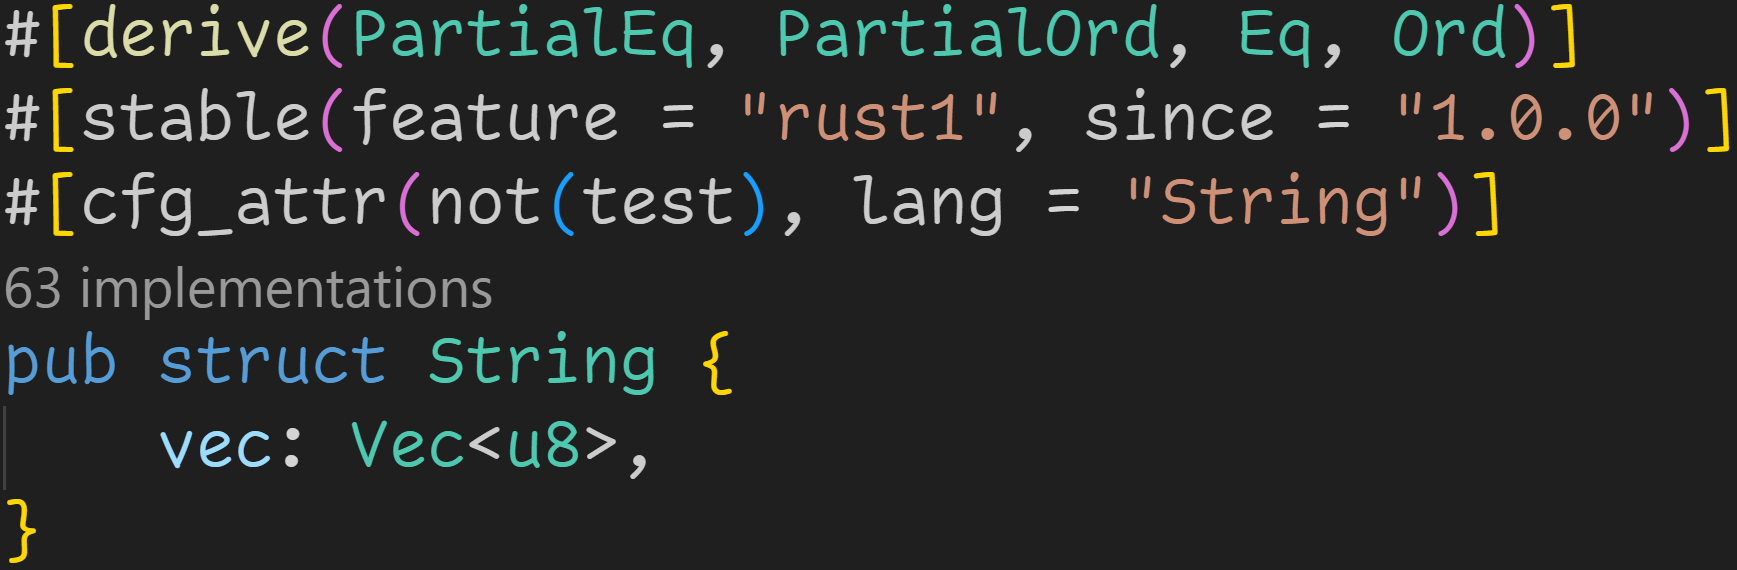 #[derive(PartialEq, PartialOrd, Eq, Ord)]
#[stable(feature = "rust1", since = "1.0.0")]
#[cfg_attr(not(test), lang = "String")]
63 implementations
pub struct String {
    vec: Vec<u8>,
}